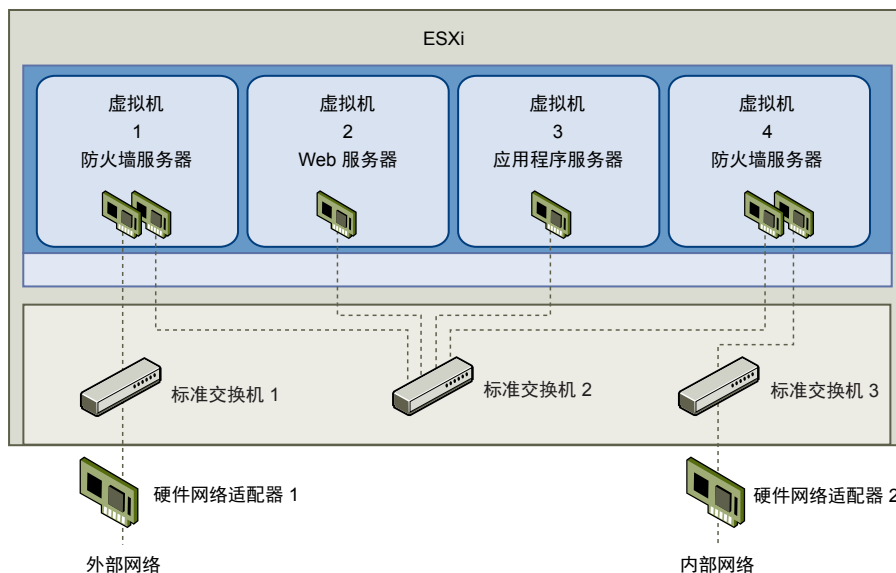 ESXi
虚拟机
1
防火墙服务器
虚拟机
2
Web 服务器
虚拟机
3
应用程序服务器
虚拟机
4
防火墙服务器
标准交换机 1
标准交换机 2
标准交换机 3
硬件网络适配器 1
硬件网络适配器 2
外部网络
内部网络